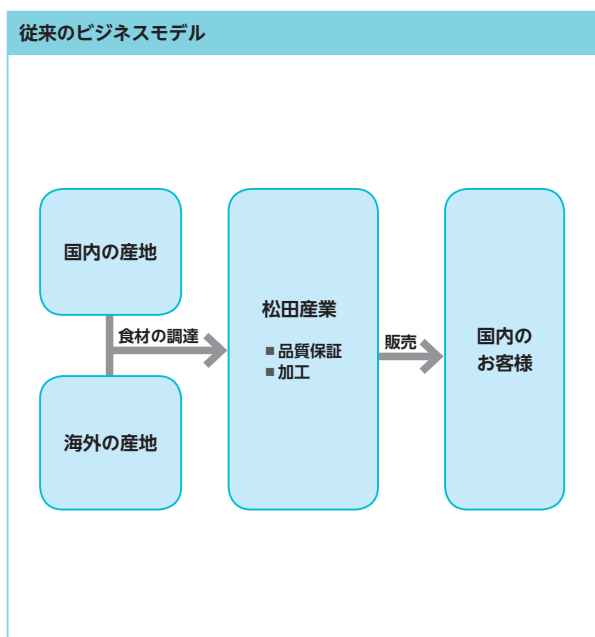 従来のビジネスモデル
国内の産地
食材の調達
海外の産地
松田産業
■品質保証
■加工
販売
国内の
お客様